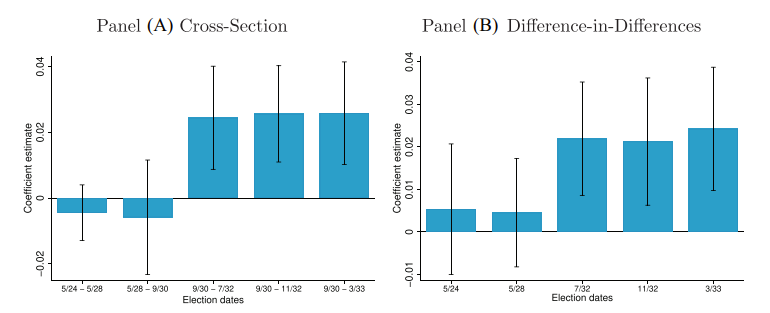 Panel (A) Cross-Section
Coefficient estimate
0.04
0.02
0
−0.02
5/24 − 5/28
5/28 − 9/30
9/30 − 7/32
9/30 − 11/32
9/30 − 3/33
Election dates
Panel (B) Difference-in-Differences
Coefficient estimate
0.04
0.03
0.02
0.01
0
−0.01
5/24
5/28
7/32
11/32
3/33
Election dates